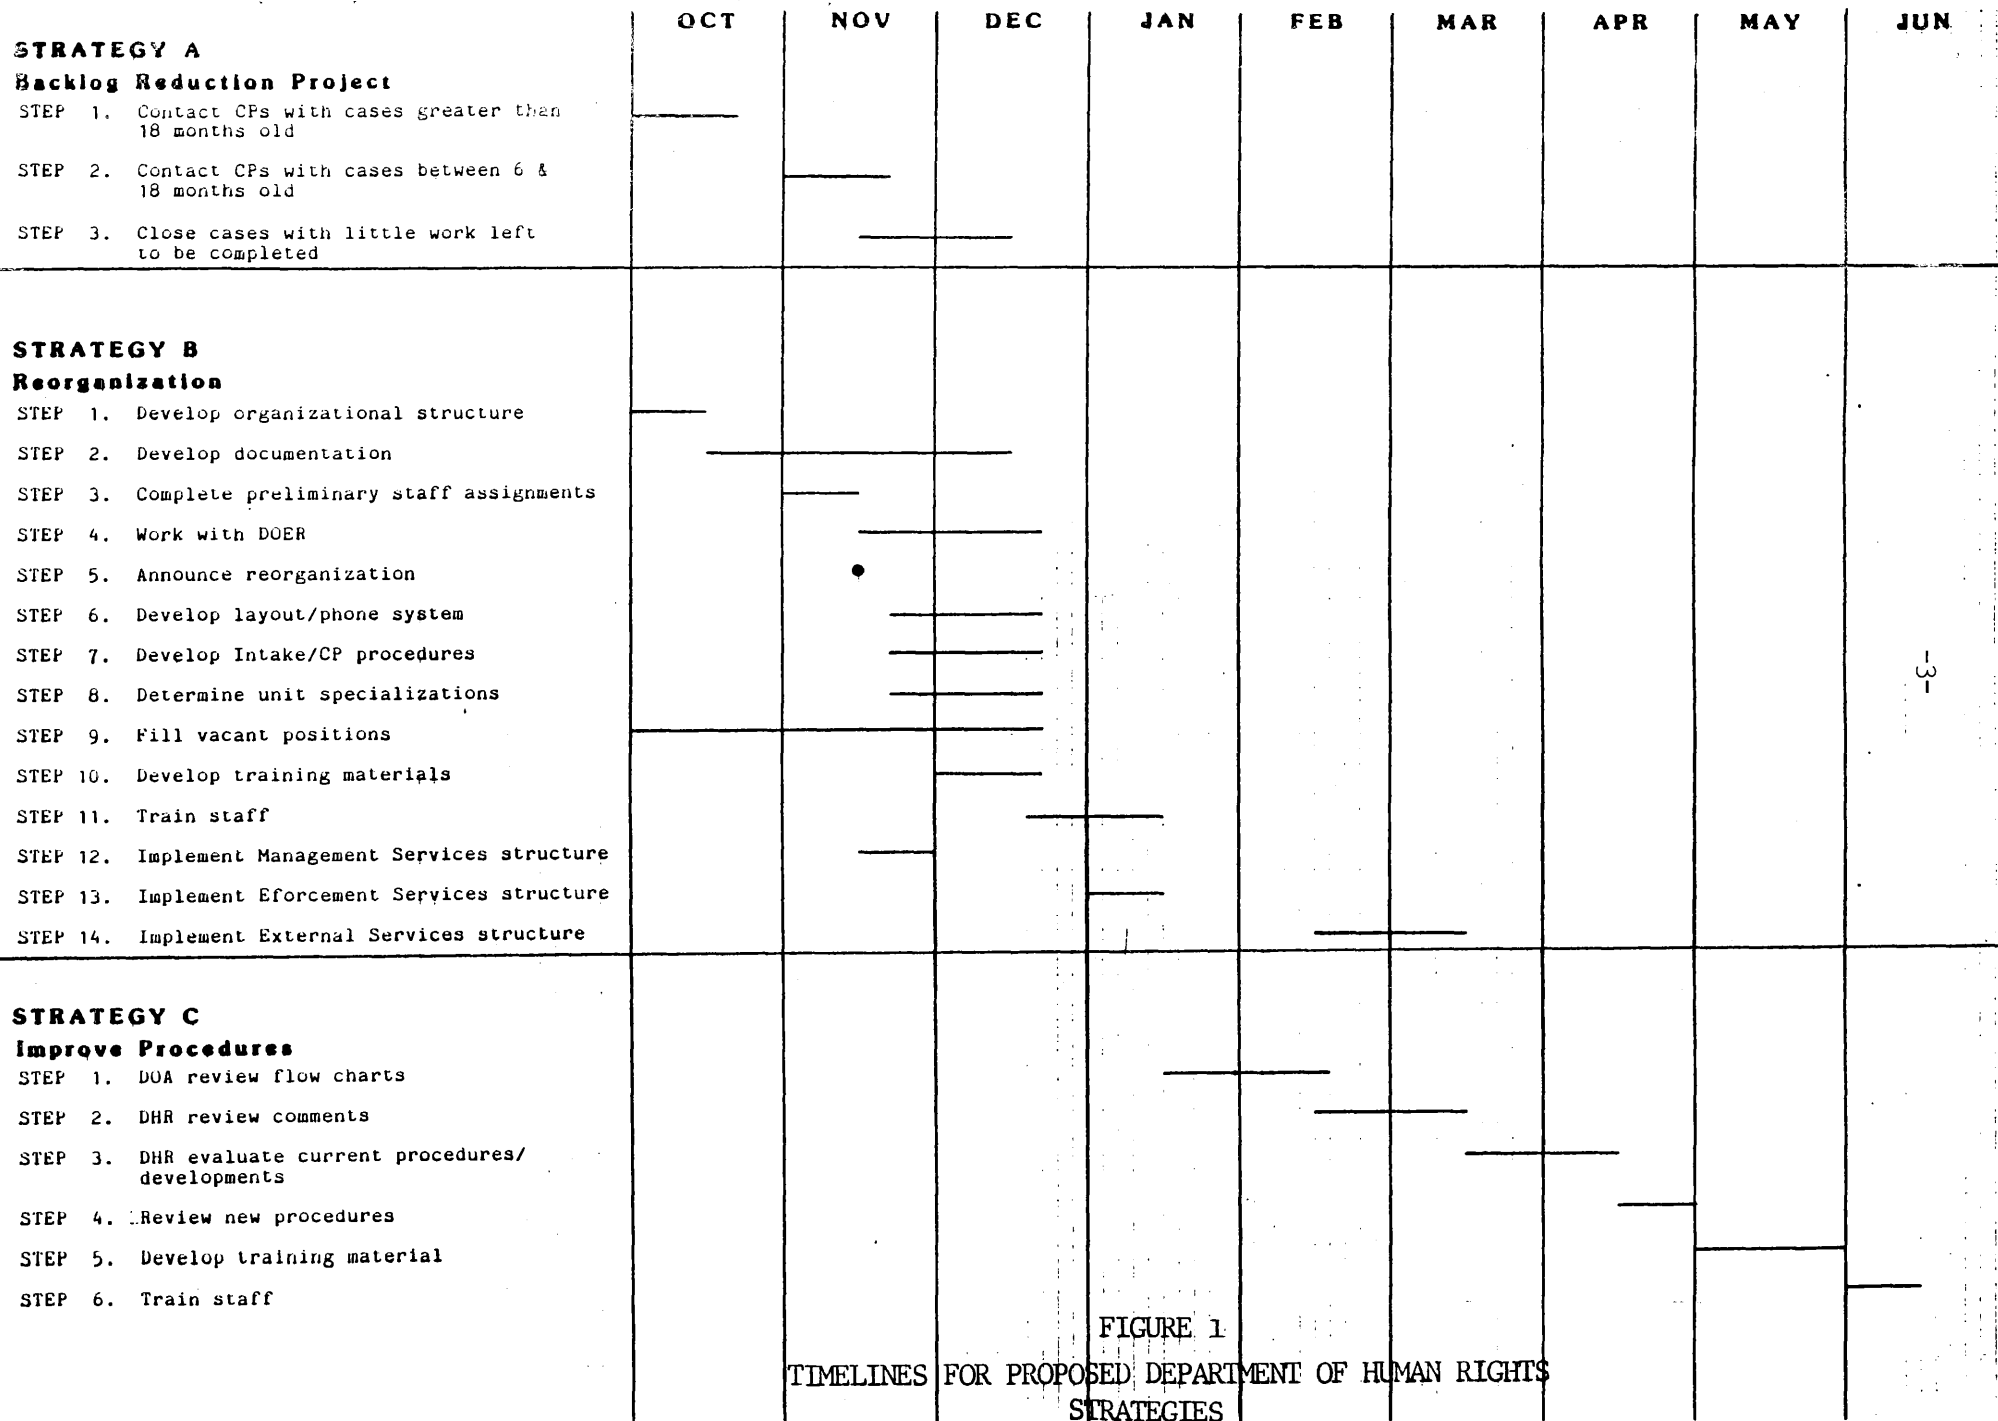 OCT NOV DEC JAN FEB MAR APR MAY JUN
STRATEGY A
Backlog Reduction Project
STEP 1. Contact CPs with cases greater than
18 months old
STEP 2. Contact CPs with cases between 6 &
18 months old
STEP 3. Close cases with little work left
to be completed
STRATEGY B
Reorganization
STEP 1. Develop organizational structure
STEP 2. Develop documentation
STEP 3. Complete preliminary staff assignments
STEP 4. Work with DOER
STEP 5. Announce reorganization
STEP 6. Develop layout/phone system
STEP 7. Develop Intake/CP procedures
STEP 8. Determine unit specializations
STEP 9. Fill vacant positions
STEP 10. Develop training materials
STEP 11. Train staff
STEP 12. Implement Management Services structure
STEP 13. Implement Eforcement Services structure
STEP 14. Implement External Services structure
-3-
STRATEGY C
Improve Procedures
STEP 1. DOA review flow charts
STEP 2. DHR review comments
STEP 3. DHR evaluate current procedures/
developments
STEP 4. Review new procedures
STEP 5. Develop training material
STEP 6. Train staff
FIGURE 1
TIMELINES FOR PROPOSED DEPARTMENT OF HUMAN RIGHTS
STRATEGIES